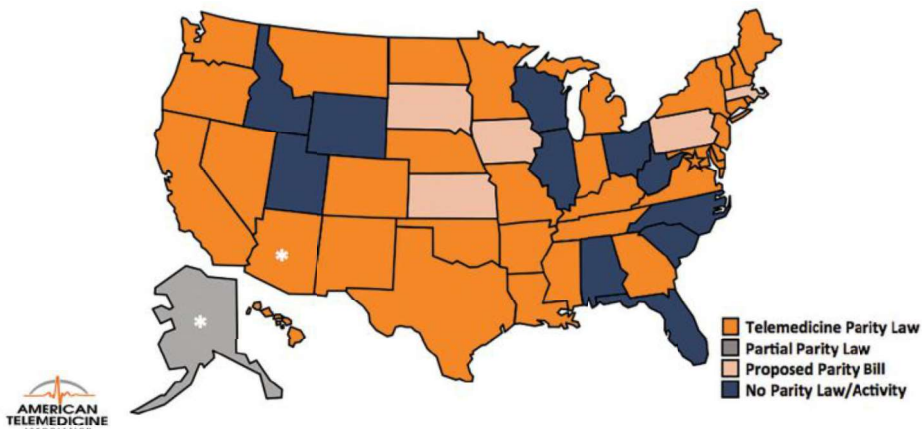 *
*
Telemedicine Parity Law
Partial Parity Law
Proposed Parity Bill
No Parity Law/Activity
AMERICAN
TELEMEDICINE